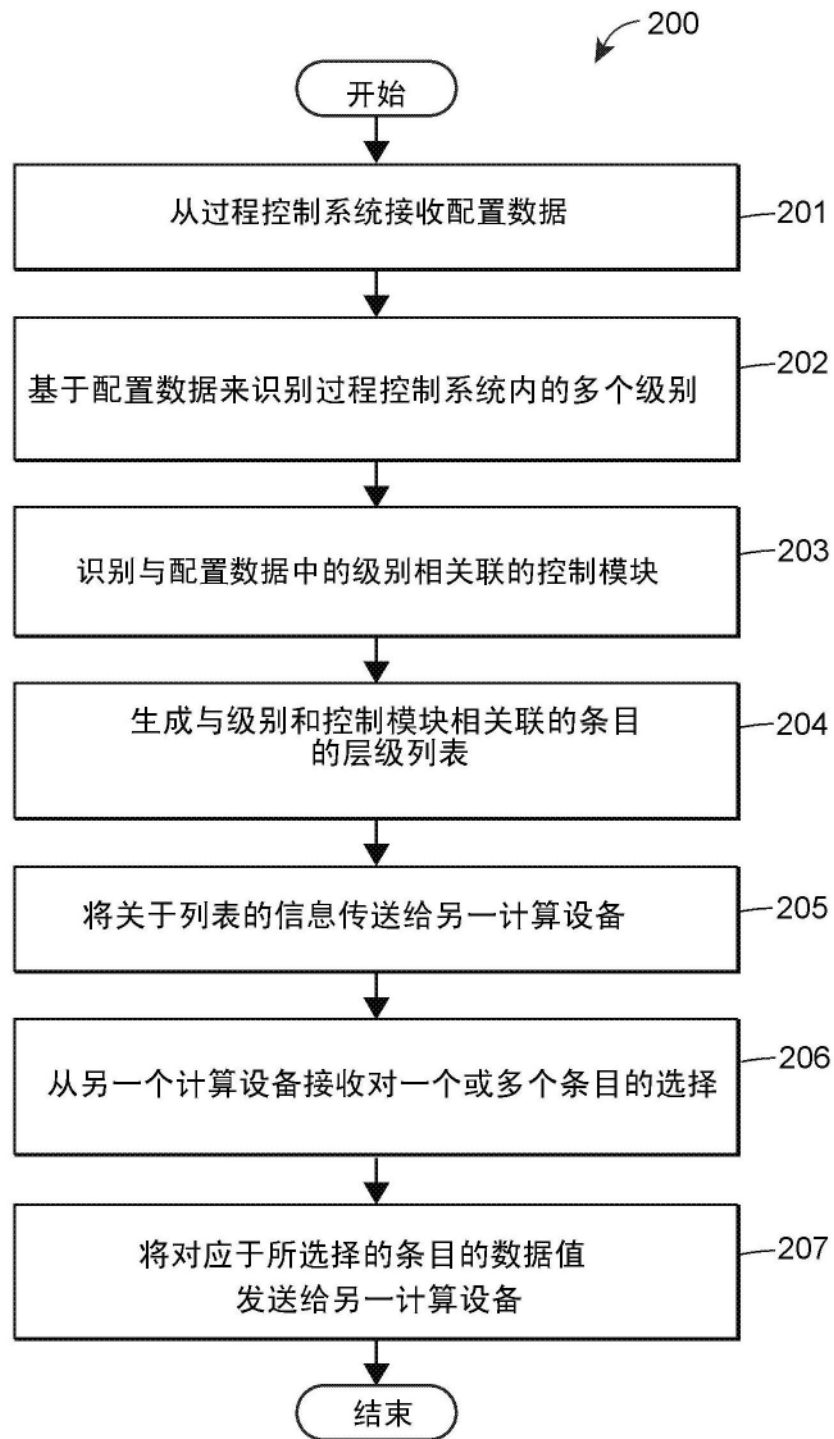 200
开始
从过程控制系统接收配置数据
201
基于配置数据来识别过程控制系统内的多个级别
202
识别与配置数据中的级别相关联的控制模块
203
生成与级别和控制模块相关联的条目
的层级列表
204
将关于列表的信息传送给另一计算设备
205
从另一个计算设备接收对一个或多个条目的选择
206
将对应于所选择的条目的数据值
发送给另一计算设备
207
结束